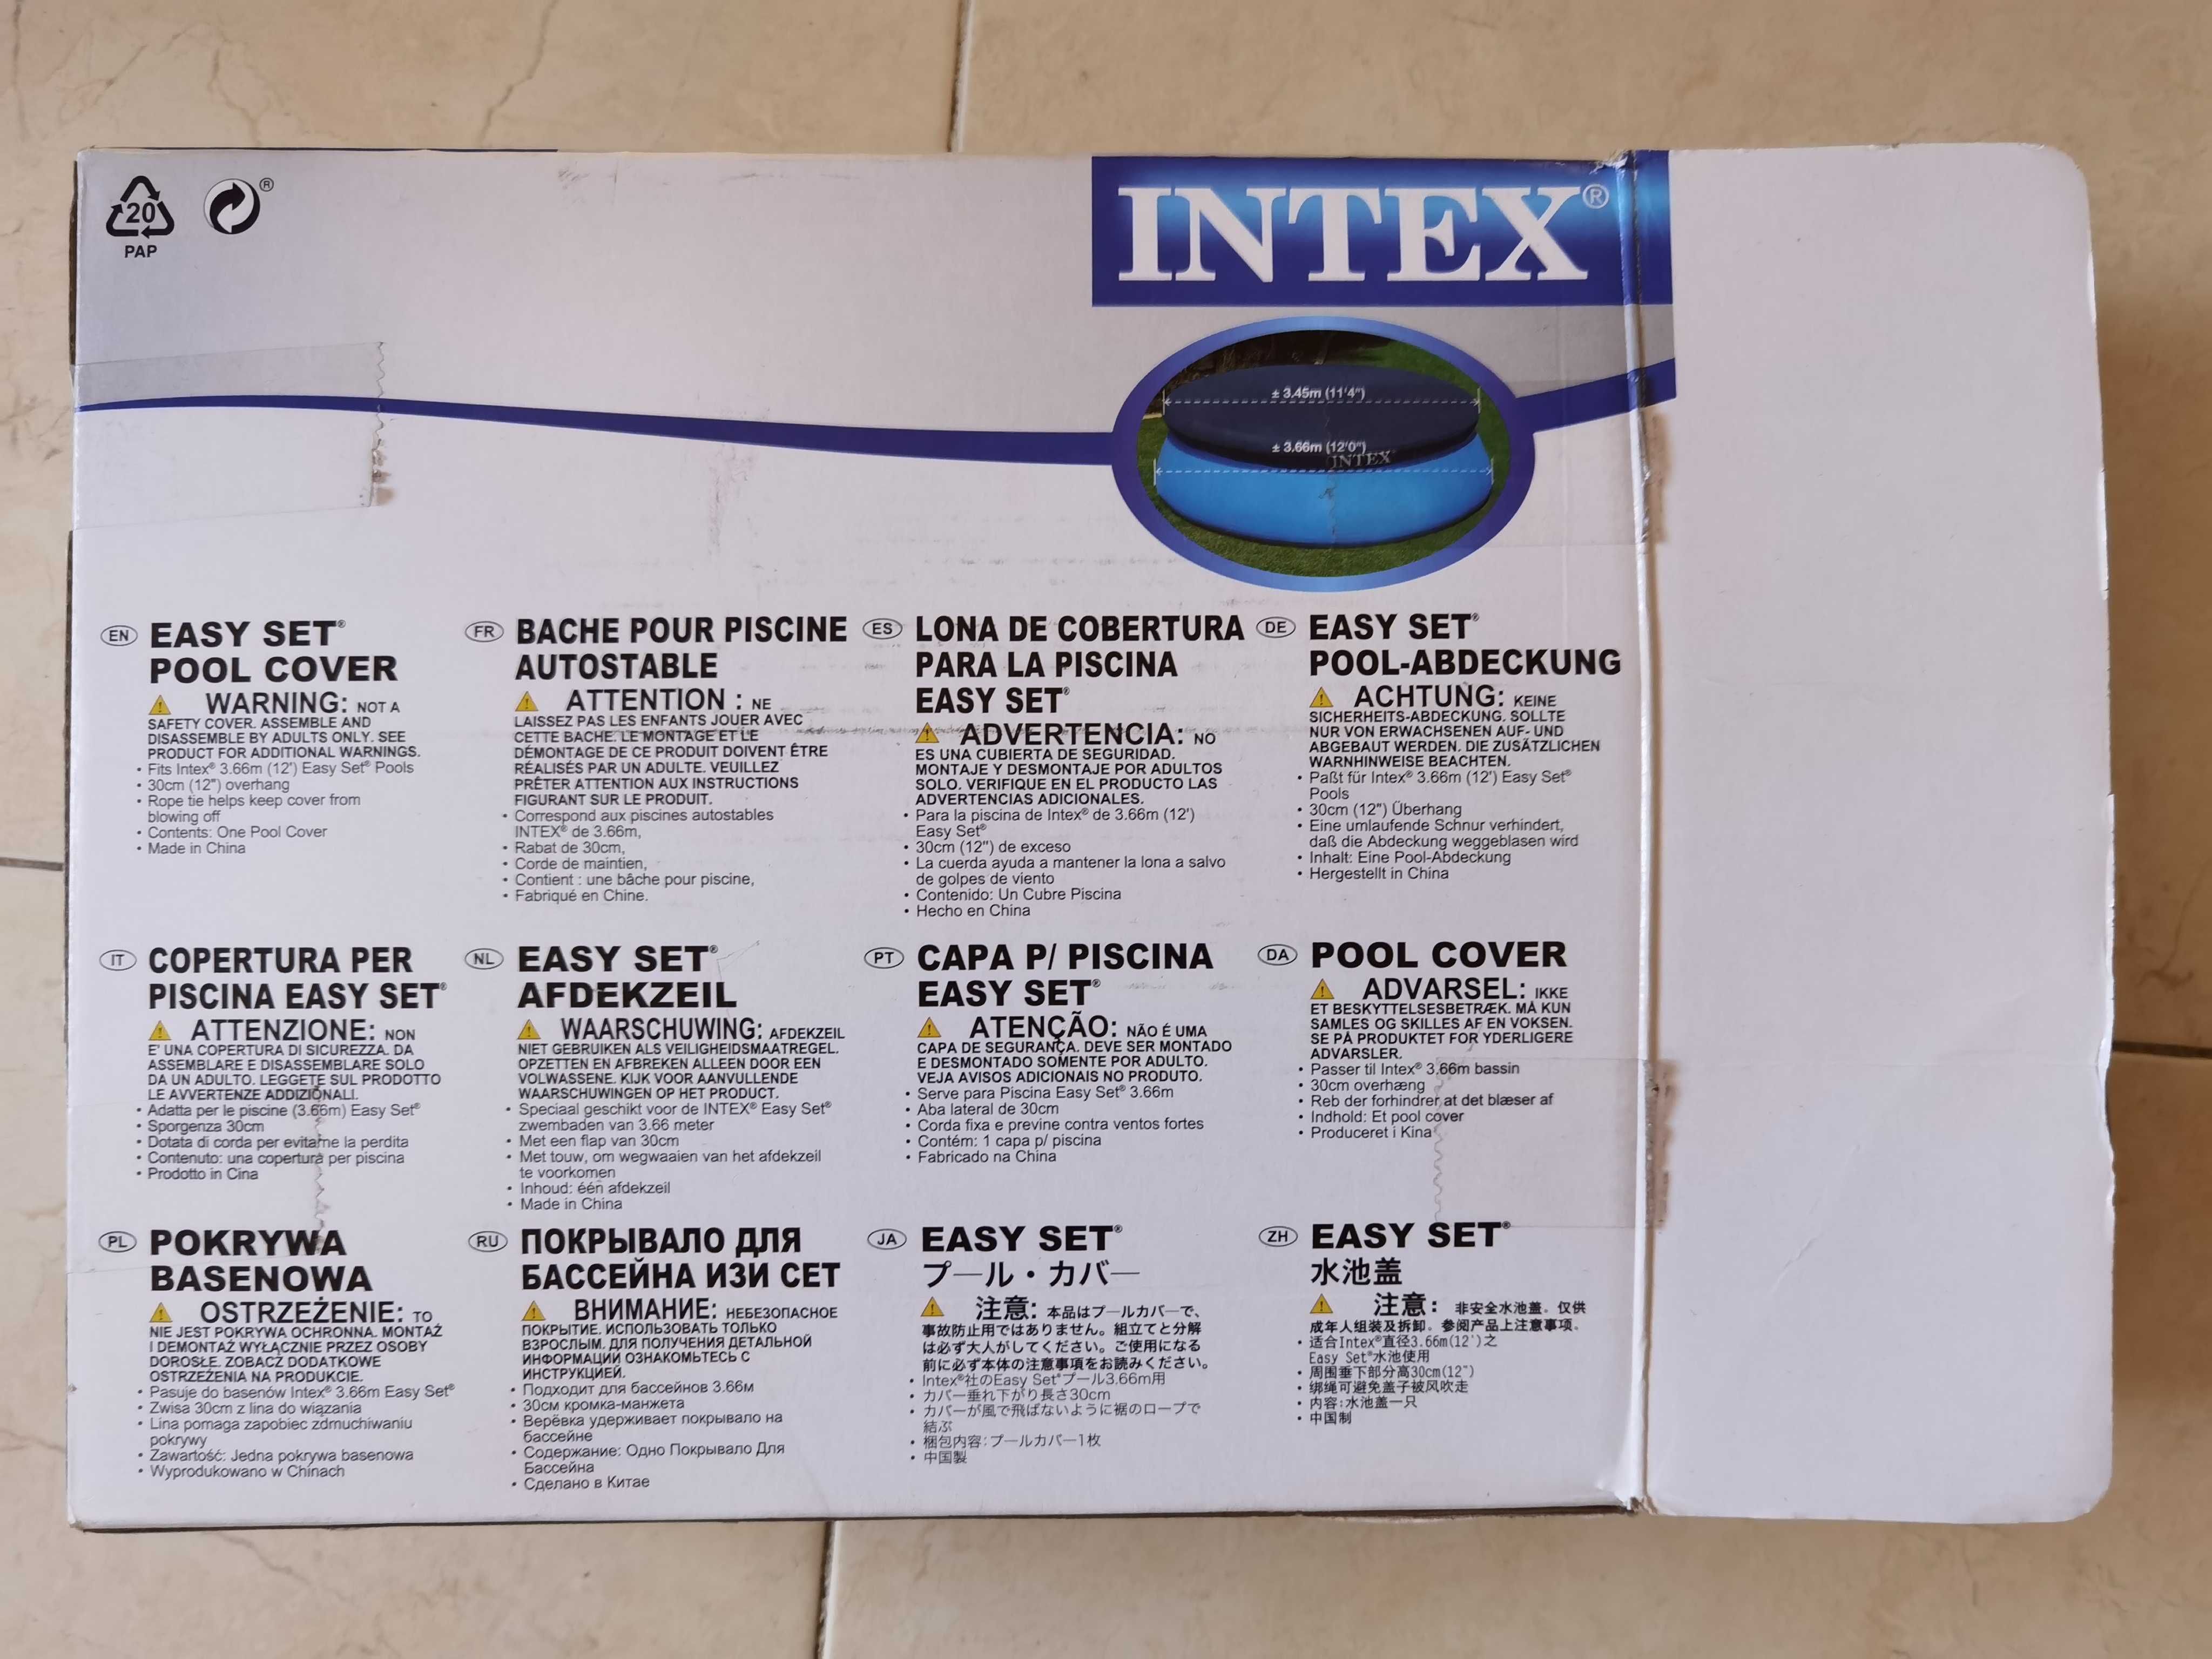 20
PAP
®
INTEX®
± 3.45m (11'4")
± 3.66m (12'0")
INTEX
EN EASY SET®
POOL COVER
WARNING: NOT A
SAFETY COVER. ASSEMBLE AND
DISASSEMBLE BY ADULTS ONLY. SEE
PRODUCT FOR ADDITIONAL WARNINGS.
• Fits Intex® 3.66m (12') Easy Set® Pools
• 30cm (12") overhang
• Rope tie helps keep cover from
blowing off
• Contents: One Pool Cover
• Made in China
FR BACHE POUR PISCINE
AUTOSTABLE
ATTENTION : NE
LAISSEZ PAS LES ENFANTS JOUER AVEC
CETTE BACHE. LE MONTAGE ET LE
DÉMONTAGE DE CE PRODUIT DOIVENT ÊTRE
RÉALISÉS PAR UN ADULTE. VEUILLEZ
PRÊTER ATTENTION AUX INSTRUCTIONS
FIGURANT SUR LE PRODUIT.
• Correspond aux piscines autostables
INTEX® de 3.66m,
• Rabat de 30cm,
• Corde de maintien,
• Contient : une bâche pour piscine,
• Fabriqué en Chine.
ES LONA DE COBERTURA
PARA LA PISCINA
EASY SET®
ADVERTENCIA: NO
ES UNA CUBIERTA DE SEGURIDAD.
MONTAJE Y DESMONTAJE POR ADULTOS
SOLO. VERIFIQUE EN EL PRODUCTO LAS
ADVERTENCIAS ADICIONALES.
• Para la piscina de Intex® de 3.66m (12')
Easy Set®
• 30cm (12") de exceso
• La cuerda ayuda a mantener la lona a salvo
de golpes de viento
• Contenido: Un Cubre Piscina
• Hecho en China
DE EASY SET®
POOL-ABDECKUNG
ACHTUNG: KEINE
SICHERHEITS-ABDECKUNG. SOLLTE
NUR VON ERWACHSENEN AUF- UND
ABGEBAUT WERDEN. DIE ZUSÄTZLICHEN
WARNHINWEISE BEACHTEN.
• Paßt für Intex® 3.66m (12') Easy Set®
Pools
• 30cm (12") Überhang
• Eine umlaufende Schnur verhindert,
daß die Abdeckung weggeblasen wird
• Inhalt: Eine Pool-Abdeckung
• Hergestellt in China
IT COPERTURA PER
PISCINA EASY SET®
ATTENZIONE: NON
E' UNA COPERTURA DI SICUREZZA. DA
ASSEMBLARE E DISASSEMBLARE SOLO
DA UN ADULTO. LEGGETE SUL PRODOTTO
LE AVVERTENZE ADDIZIONALI.
• Adatta per le piscine (3.66m) Easy Set®
• Sporgenza 30cm
• Dotata di corda per evitarne la perdita
• Contenuto: una copertura per piscina
• Prodotto in Cina
NL EASY SET®
AFDEKZEIL
WAARSCHUWING: AFDEKZEIL
NIET GEBRUIKEN ALS VEILIGHEIDSMAATREGEL.
OPZETTEN EN AFBREKEN ALLEEN DOOR EEN
VOLWASSENE. KIJK VOOR AANVULLENDE
WAARSCHUWINGEN OP HET PRODUCT.
• Speciaal geschikt voor de INTEX® Easy Set®
zwembaden van 3.66 meter
• Met een flap van 30cm
• Met touw, om wegwaaien van het afdekzeil
te voorkomen
• Inhoud: één afdekzeil
• Made in China
PT CAPA P/ PISCINA
EASY SET®
ATENÇÃO: NÃO É UMA
CAPA DE SEGURANÇA. DEVE SER MONTADO
E DESMONTADO SOMENTE POR ADULTO.
VEJA AVISOS ADICIONAIS NO PRODUTO.
• Serve para Piscina Easy Set® 3.66m
• Aba lateral de 30cm
• Corda fixa e previne contra ventos fortes
• Contém: 1 capa p/ piscina
• Fabricado na China
DA POOL COVER
ADVARSEL: IKKE
ET BESKYTTELSESBETRÆK. MÅ KUN
SAMLES OG SKILLES AF EN VOKSEN.
SE PÅ PRODUKTET FOR YDERLIGERE
ADVARSLER.
• Passer til Intex® 3.66m bassin
• 30cm overhæng
• Reb der forhindrer at det blæser af
• Indhold: Et pool cover
• Produceret i Kina
PL POKRYWA
BASENOWA
OSTRZEŻENIE: TO
NIE JEST POKRYWA OCHRONNA. MONTAŻ
I DEMONTAŻ WYŁĄCZNIE PRZEZ OSOBY
DOROSŁE. ZOBACZ DODATKOWE
OSTRZEŻENIA NA PRODUKCIE.
• Pasuje do basenów Intex® 3.66m Easy Set®
• Zwisa 30cm z lina do wiązania
• Lina pomaga zapobiec zdmuchiwaniu
pokrywy
• Zawartość: Jedna pokrywa basenowa
• Wyprodukowano w Chinach
RU ПОКРЫВАЛО ДЛЯ
БАССЕЙНА ИЗИ СЕТ
ВНИМАНИЕ: НЕБЕЗОПАСНОЕ
ПОКРЫТИЕ. ИСПОЛЬЗОВАТЬ ТОЛЬКО
ВЗРОСЛЫМ. ДЛЯ ПОЛУЧЕНИЯ ДЕТАЛЬНОЙ
ИНФОРМАЦИИ ОЗНАКОМЬТЕСЬ С
ИНСТРУКЦИЕЙ.
• Подходит для бассейнов 3.66м
• 30см кромка-манжета
• Верёвка удерживает покрывало на
бассейне
• Содержание: Одно Покрывало Для
Бассейна
• Сделано в Китае
JA EASY SET®
プール・カバー
注意: 本品はプールカバーで、
事故防止用ではありません。組立てと分解
は必ず大人がしてください。ご使用になる
前に必ず本体の注意事項をお読みください。
• Intex®社のEasy Set®プール3.66m用
• カバー垂れ下がり長さ30cm
• カバーが風で飛ばないように裾のロープで
結ぶ
• 梱包内容：プールカバー1枚
• 中国製
ZH EASY SET®
水池盖
注意: 非安全水池盖。仅供
成年人组装及拆卸。参阅产品上注意事项。
• 适合Intex®直径3.66m(12')之
Easy Set®水池使用
• 周围垂下部分高30cm(12")
• 绑绳可避免盖子被风吹走
• 内容:水池盖一只
• 中国制